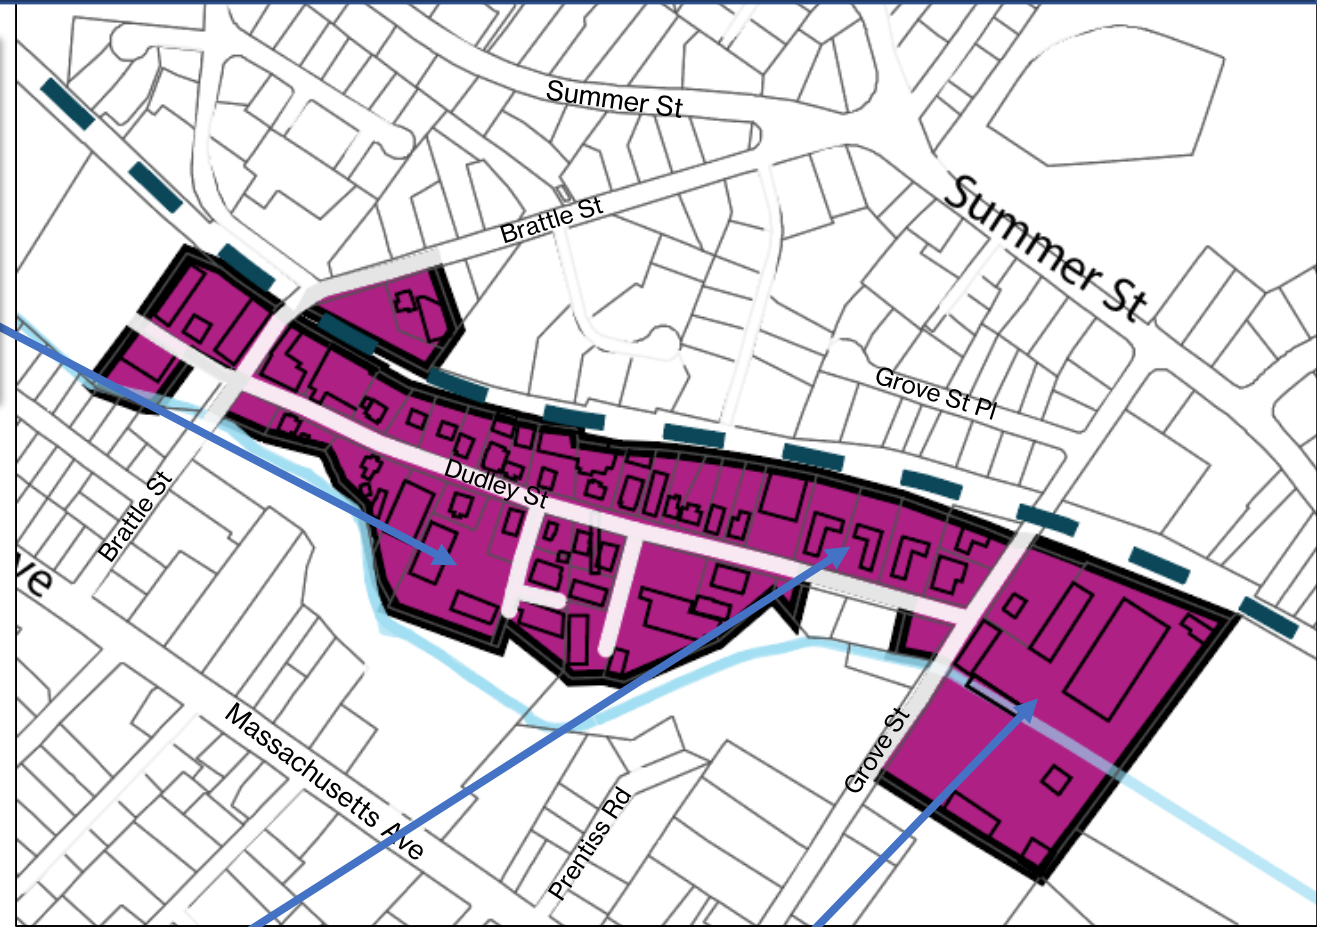 Summer St
Summer St
Brattle St
Grove St Pl
Dudley St
Brattle St
ve
Grove St
Massachusetts Ave
Prentiss Rd